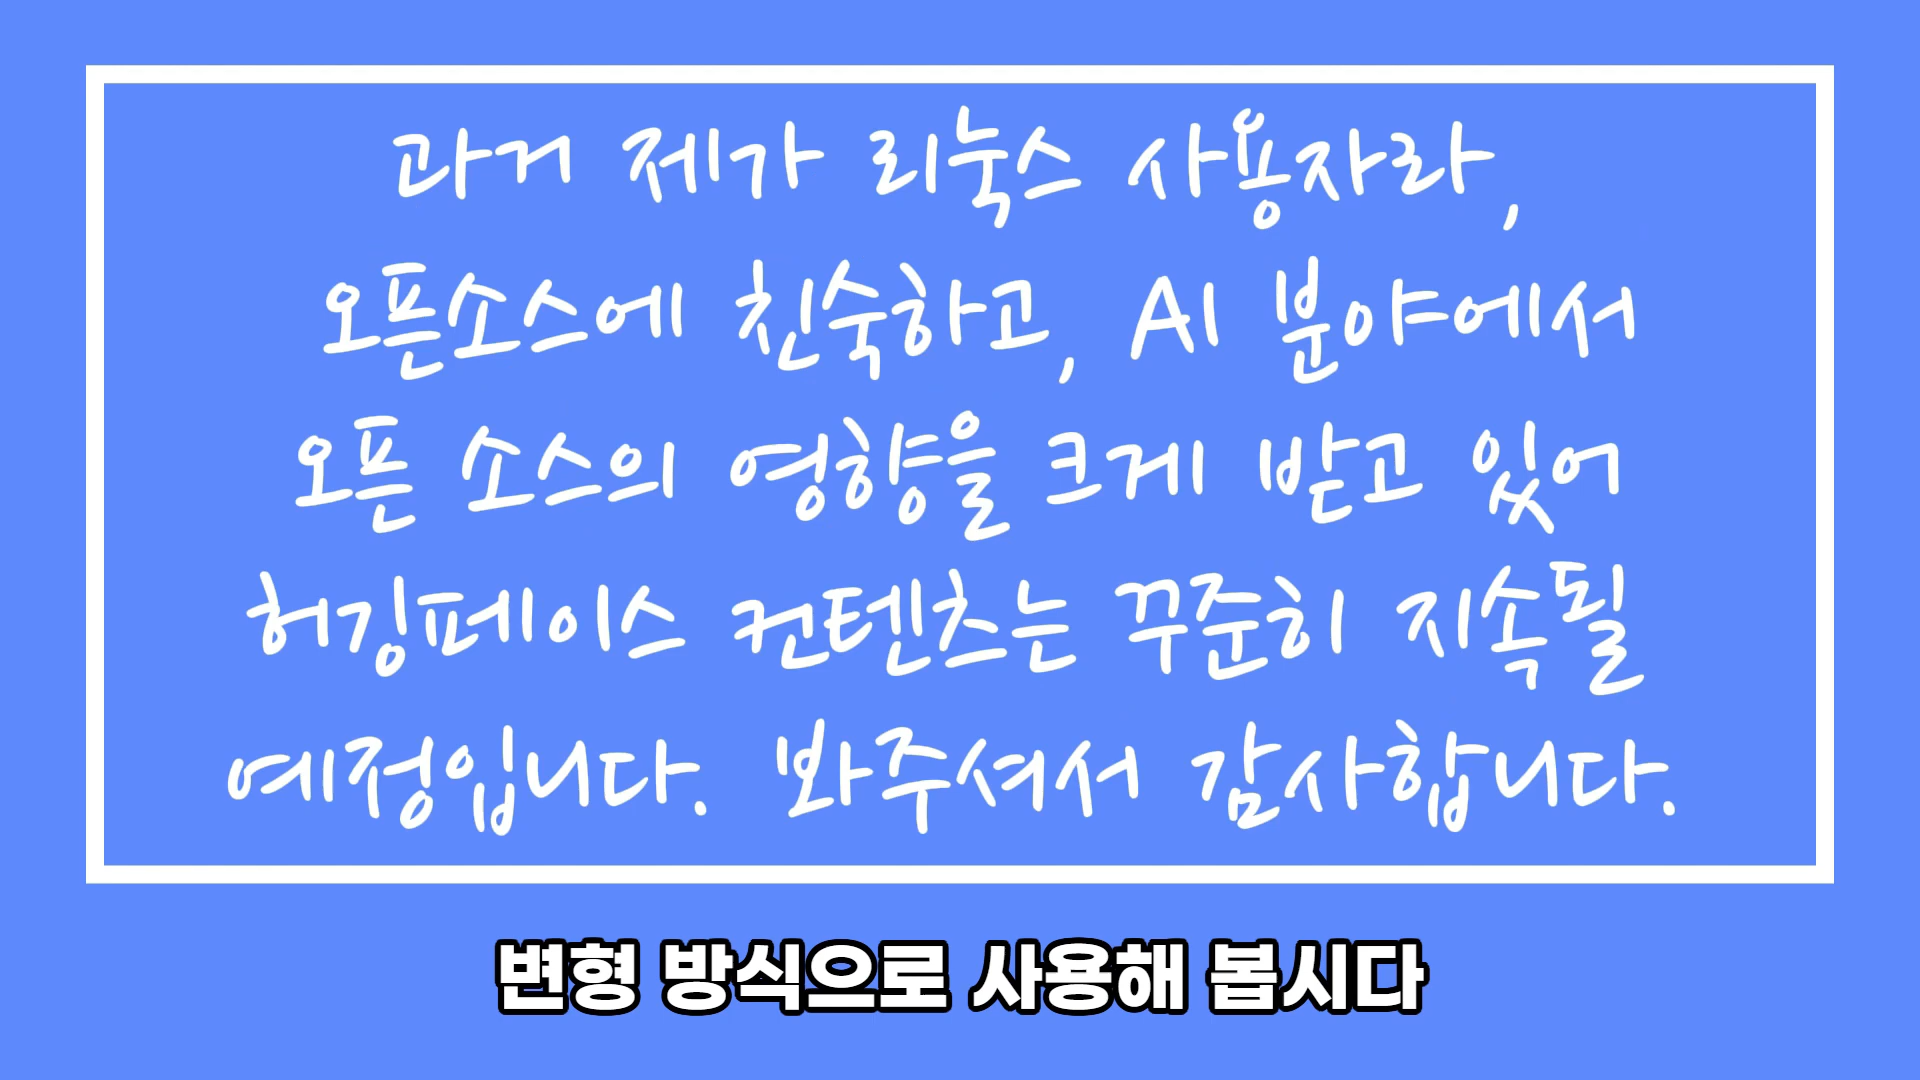 과거 제가 리눅스 사용자라,
오픈소스에 친숙하고, AI 분야에서
오픈 소스의 영향을 크게 받고 있어
허깅페이스 컨텐츠는 꾸준히 지속될
예정입니다. 봐주셔서 감사합니다.
변형 방식으로 사용해 봅시다